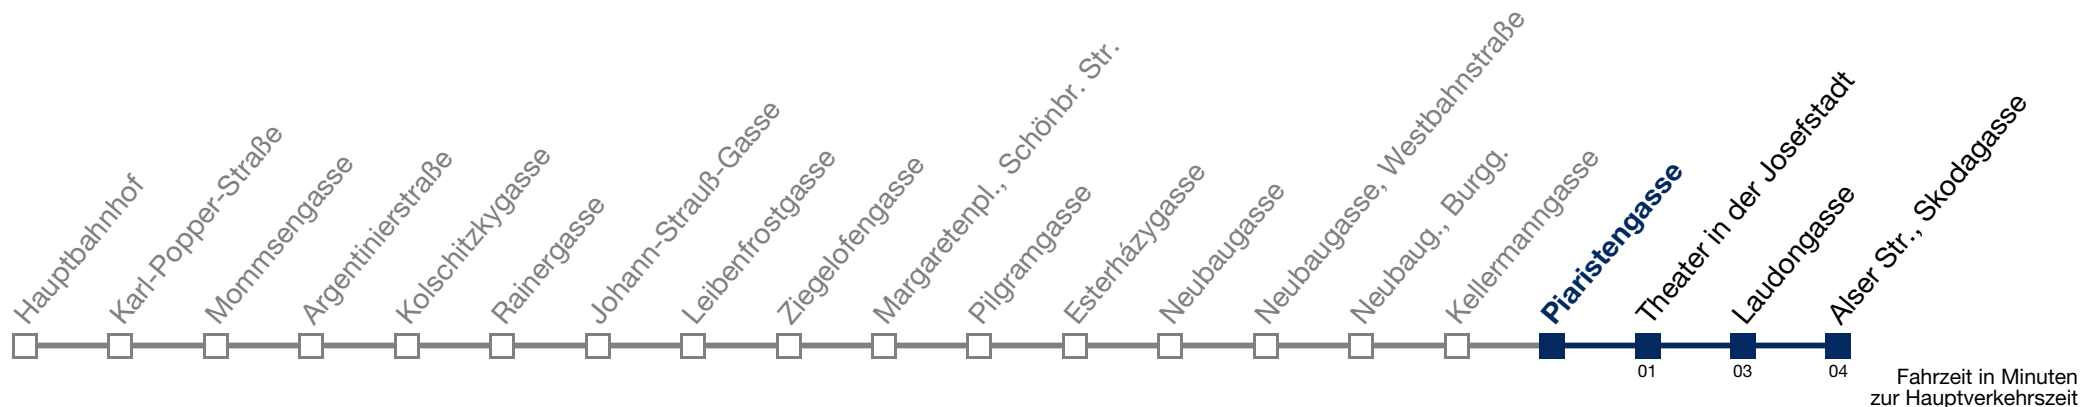 Hauptbahnhof
Karl-Popper-Straße
Mommsengasse
Argentinierstraße
Kolschitzkygasse
Rainergasse
Johann-Strauß-Gasse
Leibenfrostgasse
Ziegelofengasse
Margaretenpl., Schönbr. Str.
Pilgramgasse
Esterházygasse
Neubaugasse
Neubaugasse, Westbahnstraße
Neubaug., Burgg.
Kellermanngasse
Piaristengasse
Theater in der Josefstadt
Laudongasse
Alser Str., Skodagasse
01
03
04
Fahrzeit in Minuten
zur Hauptverkehrszeit